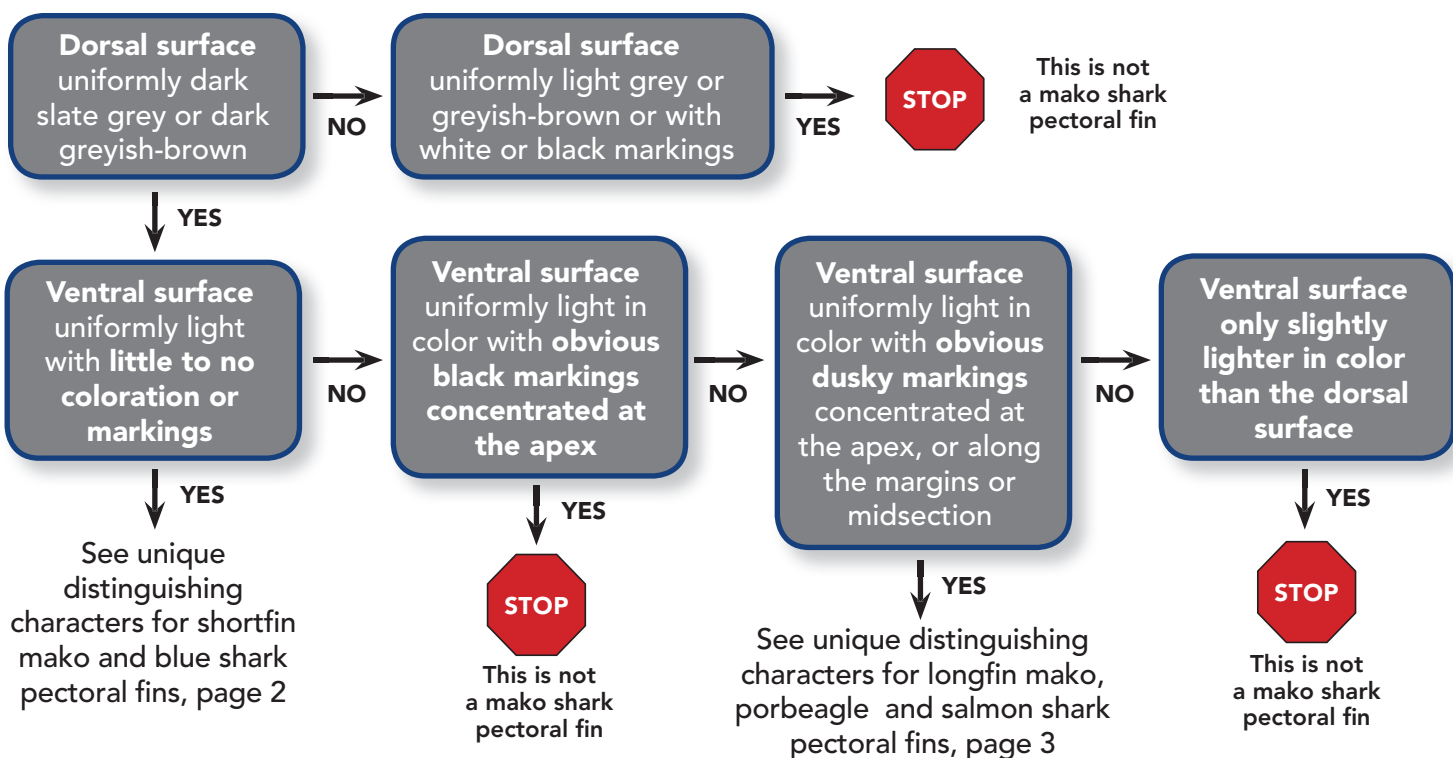 Dorsal surface
uniformly dark
slate grey or dark
greyish-brown
NO
Dorsal surface
uniformly light grey or
greyish-brown or with
white or black markings
YES
STOP
This is not
a mako shark
pectoral fin
YES
Ventral surface
uniformly light
with little to no
coloration or
markings
NO
Ventral surface
uniformly light in
color with obvious
black markings
concentrated at
the apex
NO
Ventral surface
uniformly light in
color with obvious
dusky markings
concentrated at
the apex, or along
the margins or
midsection
NO
Ventral surface
only slightly
lighter in color
than the dorsal
surface
YES
See unique
distinguishing
characters for shortfin
mako and blue shark
pectoral fins, page 2
YES
STOP
This is not
a mako shark
pectoral fin
YES
See unique distinguishing
characters for longfin mako,
porbeagle and salmon shark
pectoral fins, page 3
YES
STOP
This is not
a mako shark
pectoral fin